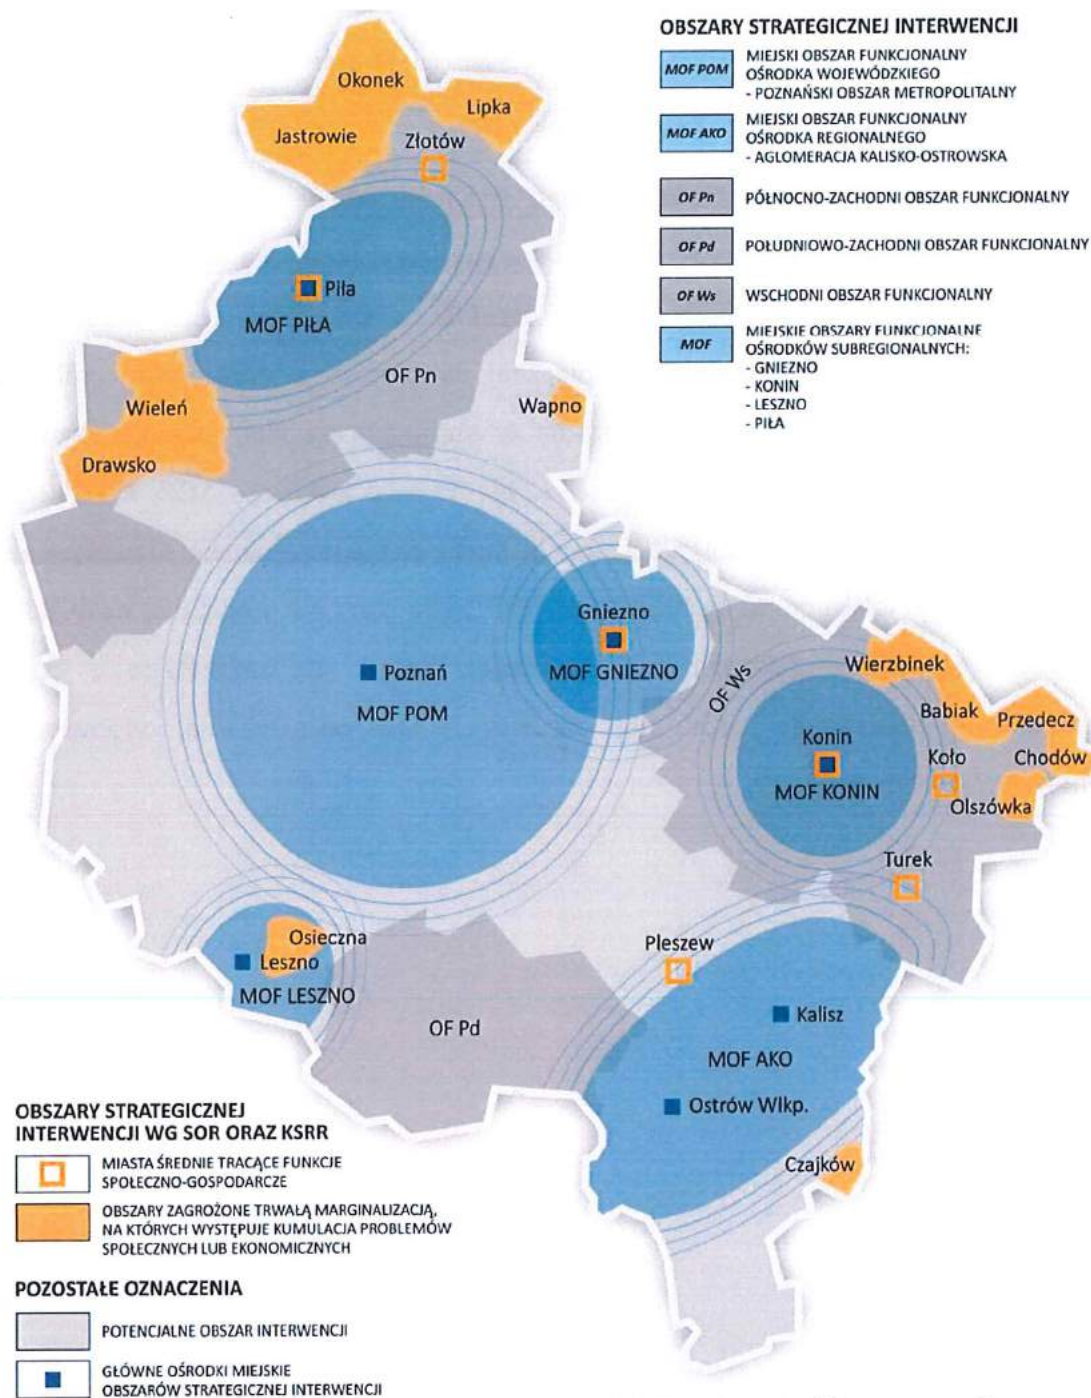 OBSZARY STRATEGICZNEJ INTERWENCJI
MOF POM
MIEJSKI OBSZAR FUNKCJONALNY
OŚRODKA WOJEWÓDZKIEGO
- POZNAŃSKI OBSZAR METROPOLITALNY
MOF AKO
MIEJSKI OBSZAR FUNKCJONALNY
OŚRODKA REGIONALNEGO
- AGLOMERACJA KALISKO-OSTROWSKA
OF Pn
PÓŁNOCNO-ZACHODNI OBSZAR FUNKCJONALNY
OF Pd
POŁUDNIOWO-ZACHODNI OBSZAR FUNKCJONALNY
OF Ws
WSCHODNI OBSZAR FUNKCJONALNY
MOF
MIEJSKIE OBSZARY FUNKCJONALNE
OŚRODKÓW SUBREGIONALNYCH:
- GNIEZNO
- KONIN
- LESZNO
- PIŁA
Okonek
Lipka
Jastrowie
Złotów
Piła
MOF PIŁA
OF Pn
Wieleń
Wapno
Drawsko
Gniezno
MOF GNIEZNO
Poznań
MOF POM
OF Ws
Wierzbinek
Babiak
Przedecz
Konin
Koło
Chodów
MOF KONIN
Olszówka
Turek
Osieczna
Leszno
MOF LESZNO
Pleszew
OF Pd
Kalisz
MOF AKO
Ostrów Wlkp.
Czajków
OBSZARY STRATEGICZNEJ
INTERWENCJI WG SOR ORAZ KSRR
MIASTA ŚREDNIE TRACĄCE FUNKCJE
SPOŁECZNO-GOSPODARCZE
OBSZARY ZAGROŻONE TRWAŁĄ MARGINALIZACJĄ,
NA KTÓRYCH WYSTĘPUJE KUMULACJA PROBLEMÓW
SPOŁECZNYCH LUB EKONOMICZNYCH
POZOSTAŁE OZNACZENIA
POTENCJALNE OBSZAR INTERWENCJI
GŁÓWNE OŚRODKI MIEJSKIE
OBSZARÓW STRATEGICZNEJ INTERWENCJI